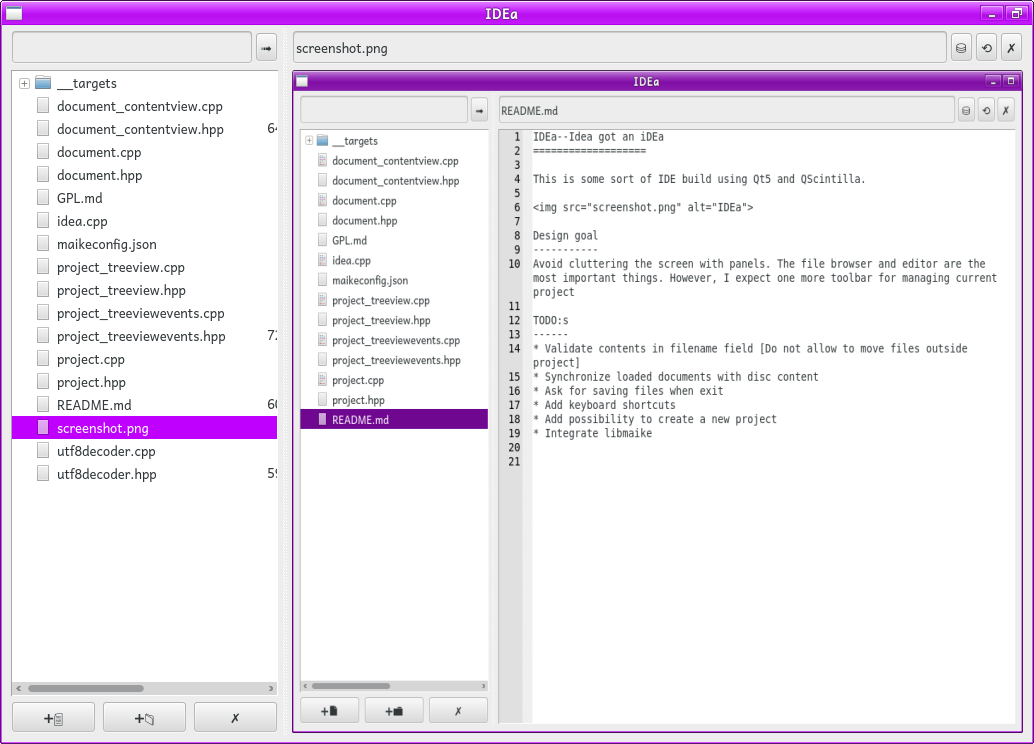 IDEa
screenshot.png
__targets
document_contentview.cpp
document_contentview.hpp 64
document.cpp
document.hpp
GPL.md
idea.cpp
maikeconfig.json
project_treeview.cpp
project_treeview.hpp
project_treeviewevents.cpp
project_treeviewevents.hpp 72
project.cpp
project.hpp
README.md 60
screenshot.png
utf8decoder.cpp
utf8decoder.hpp 59
IDEa
README.md
__targets
document_contentview.cpp
document_contentview.hpp
document.cpp
document.hpp
GPL.md
idea.cpp
maikeconfig.json
project_treeview.cpp
project_treeview.hpp
project_treeviewevents.cpp
project_treeviewevents.hpp
project.cpp
project.hpp
README.md
1 IDEa--Idea got an iDEa
2 ===================
3
4 This is some sort of IDE build using Qt5 and QScintilla.
5
6 <img src="screenshot.png" alt="IDEa">
7
8 Design goal
9 -----------
10 Avoid cluttering the screen with panels. The file browser and editor are the
most important things. However, I expect one more toolbar for managing current
project
11
12 TODO:s
13 ------
14 * Validate contents in filename field [Do not allow to move files outside
project]
15 * Synchronize loaded documents with disc content
16 * Ask for saving files when exit
17 * Add keyboard shortcuts
18 * Add possibility to create a new project
19 * Integrate libmaike
20
21